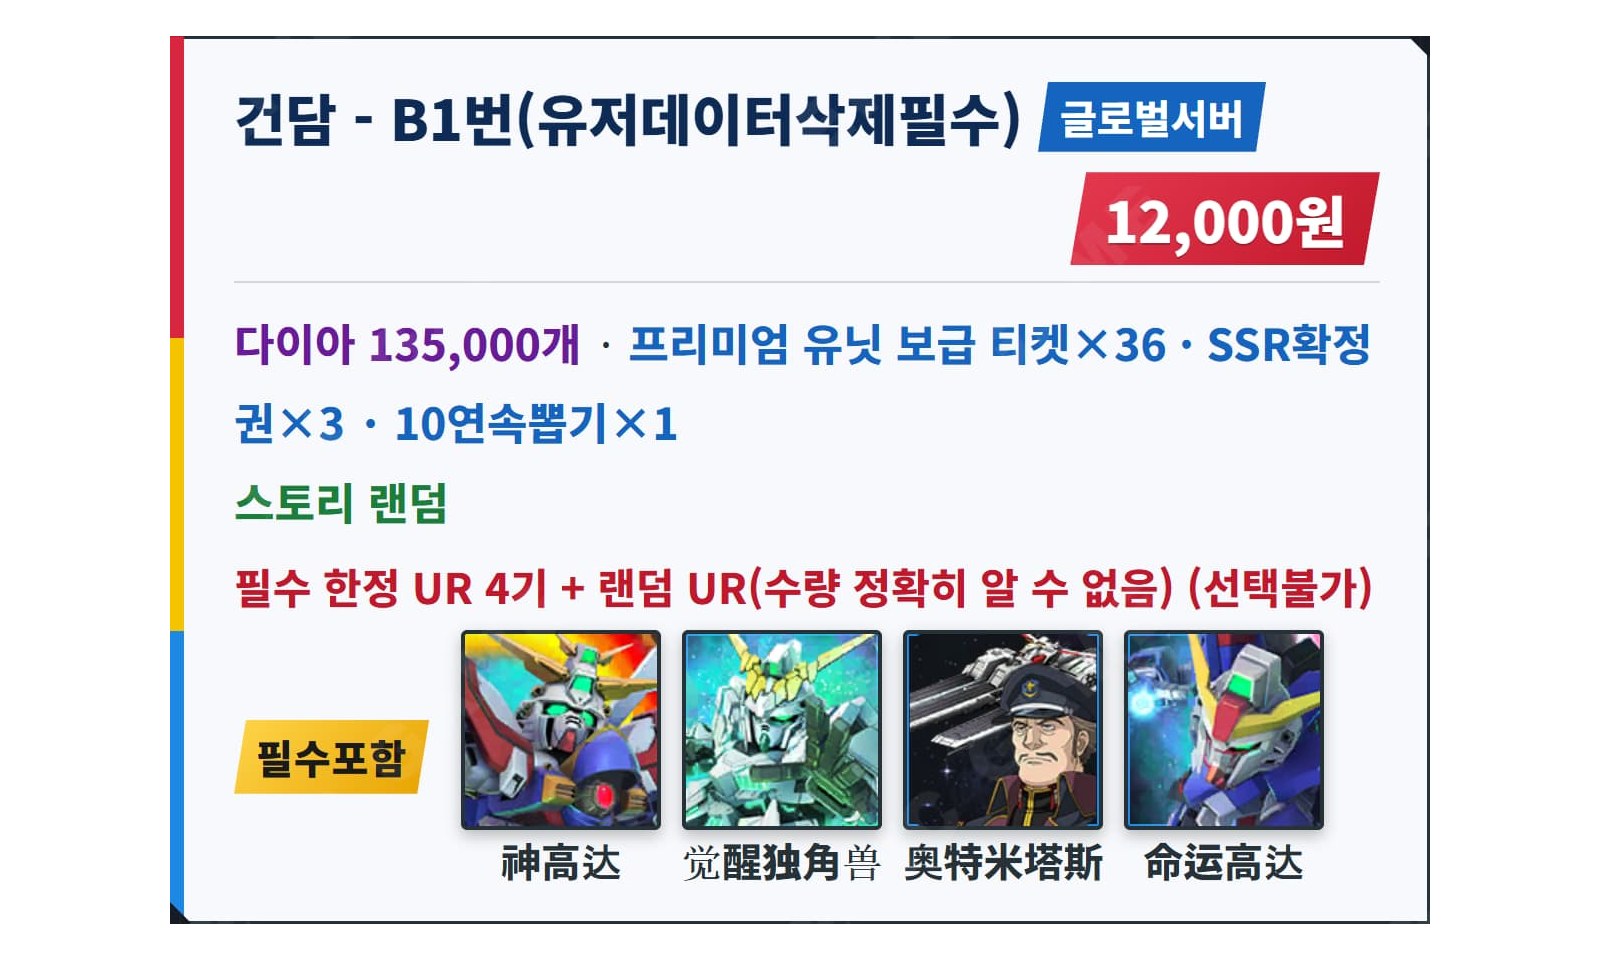 건담 - B1번(유저데이터삭제필수) 글로벌서버
12,000원
다이아 135,000개 · 프리미엄 유닛 보급 티켓×36 · SSR확정
권×3 · 10연속뽑기×1
스토리 랜덤
필수 한정 UR 4기 + 랜덤 UR(수량 정확히 알 수 없음) (선택불가)
필수포함
神高达 觉醒独角兽 奥特米塔斯 命运高达